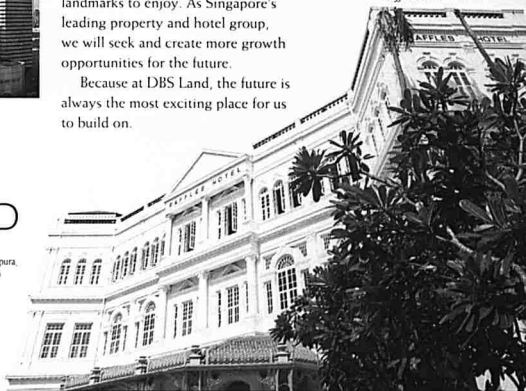 landmarks to enjoy. As Singapore's
leading property and hotel group,
we will seek and create more growth
opportunities for the future.
Because at DBS Land, the future is
always the most exciting place for us
to build on.
AFFLES HOTEL
RAFFLES HOTEL
D
pura,